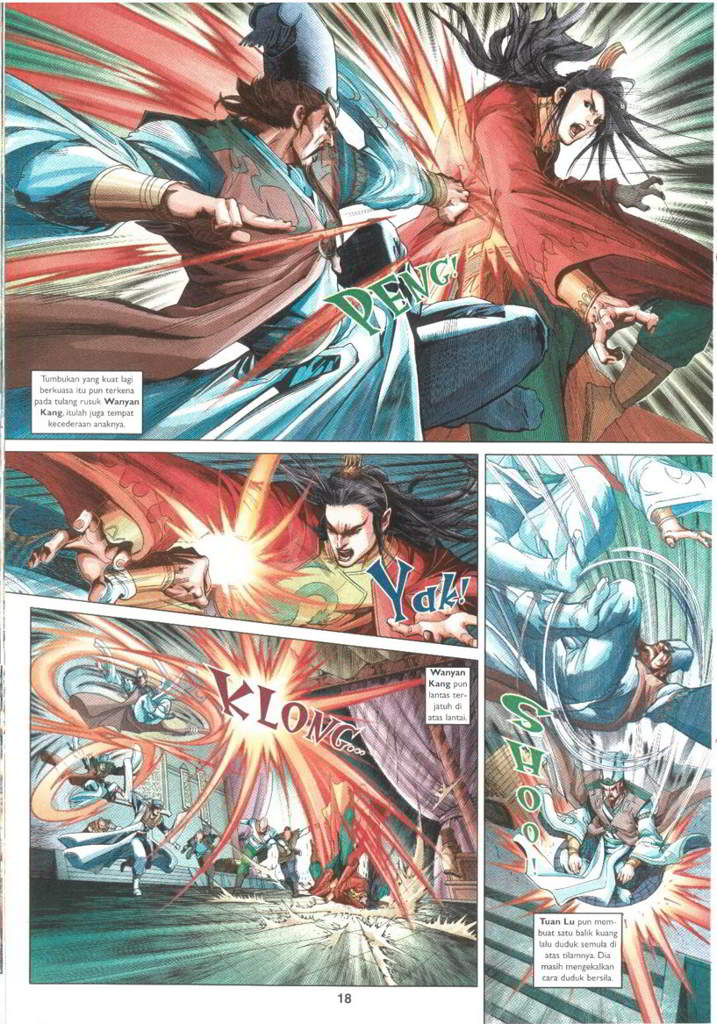 PENG!
Tumbukan yang kuat lagi
berkuasa itu pun terkena
pada tulang rusuk Wanyan
Kang, itulah juga tempat
kecederaan anaknya.
Yak!
KLONG...
Wanyan
Kang pun
lantas ter-
jatuh di
atas lantai.
SHOO!
Tuan Lu pun mem-
buat satu balik kuang
lalu duduk semula di
atas tilamnya. Dia
masih mengekalkan
cara duduk bersila.
18